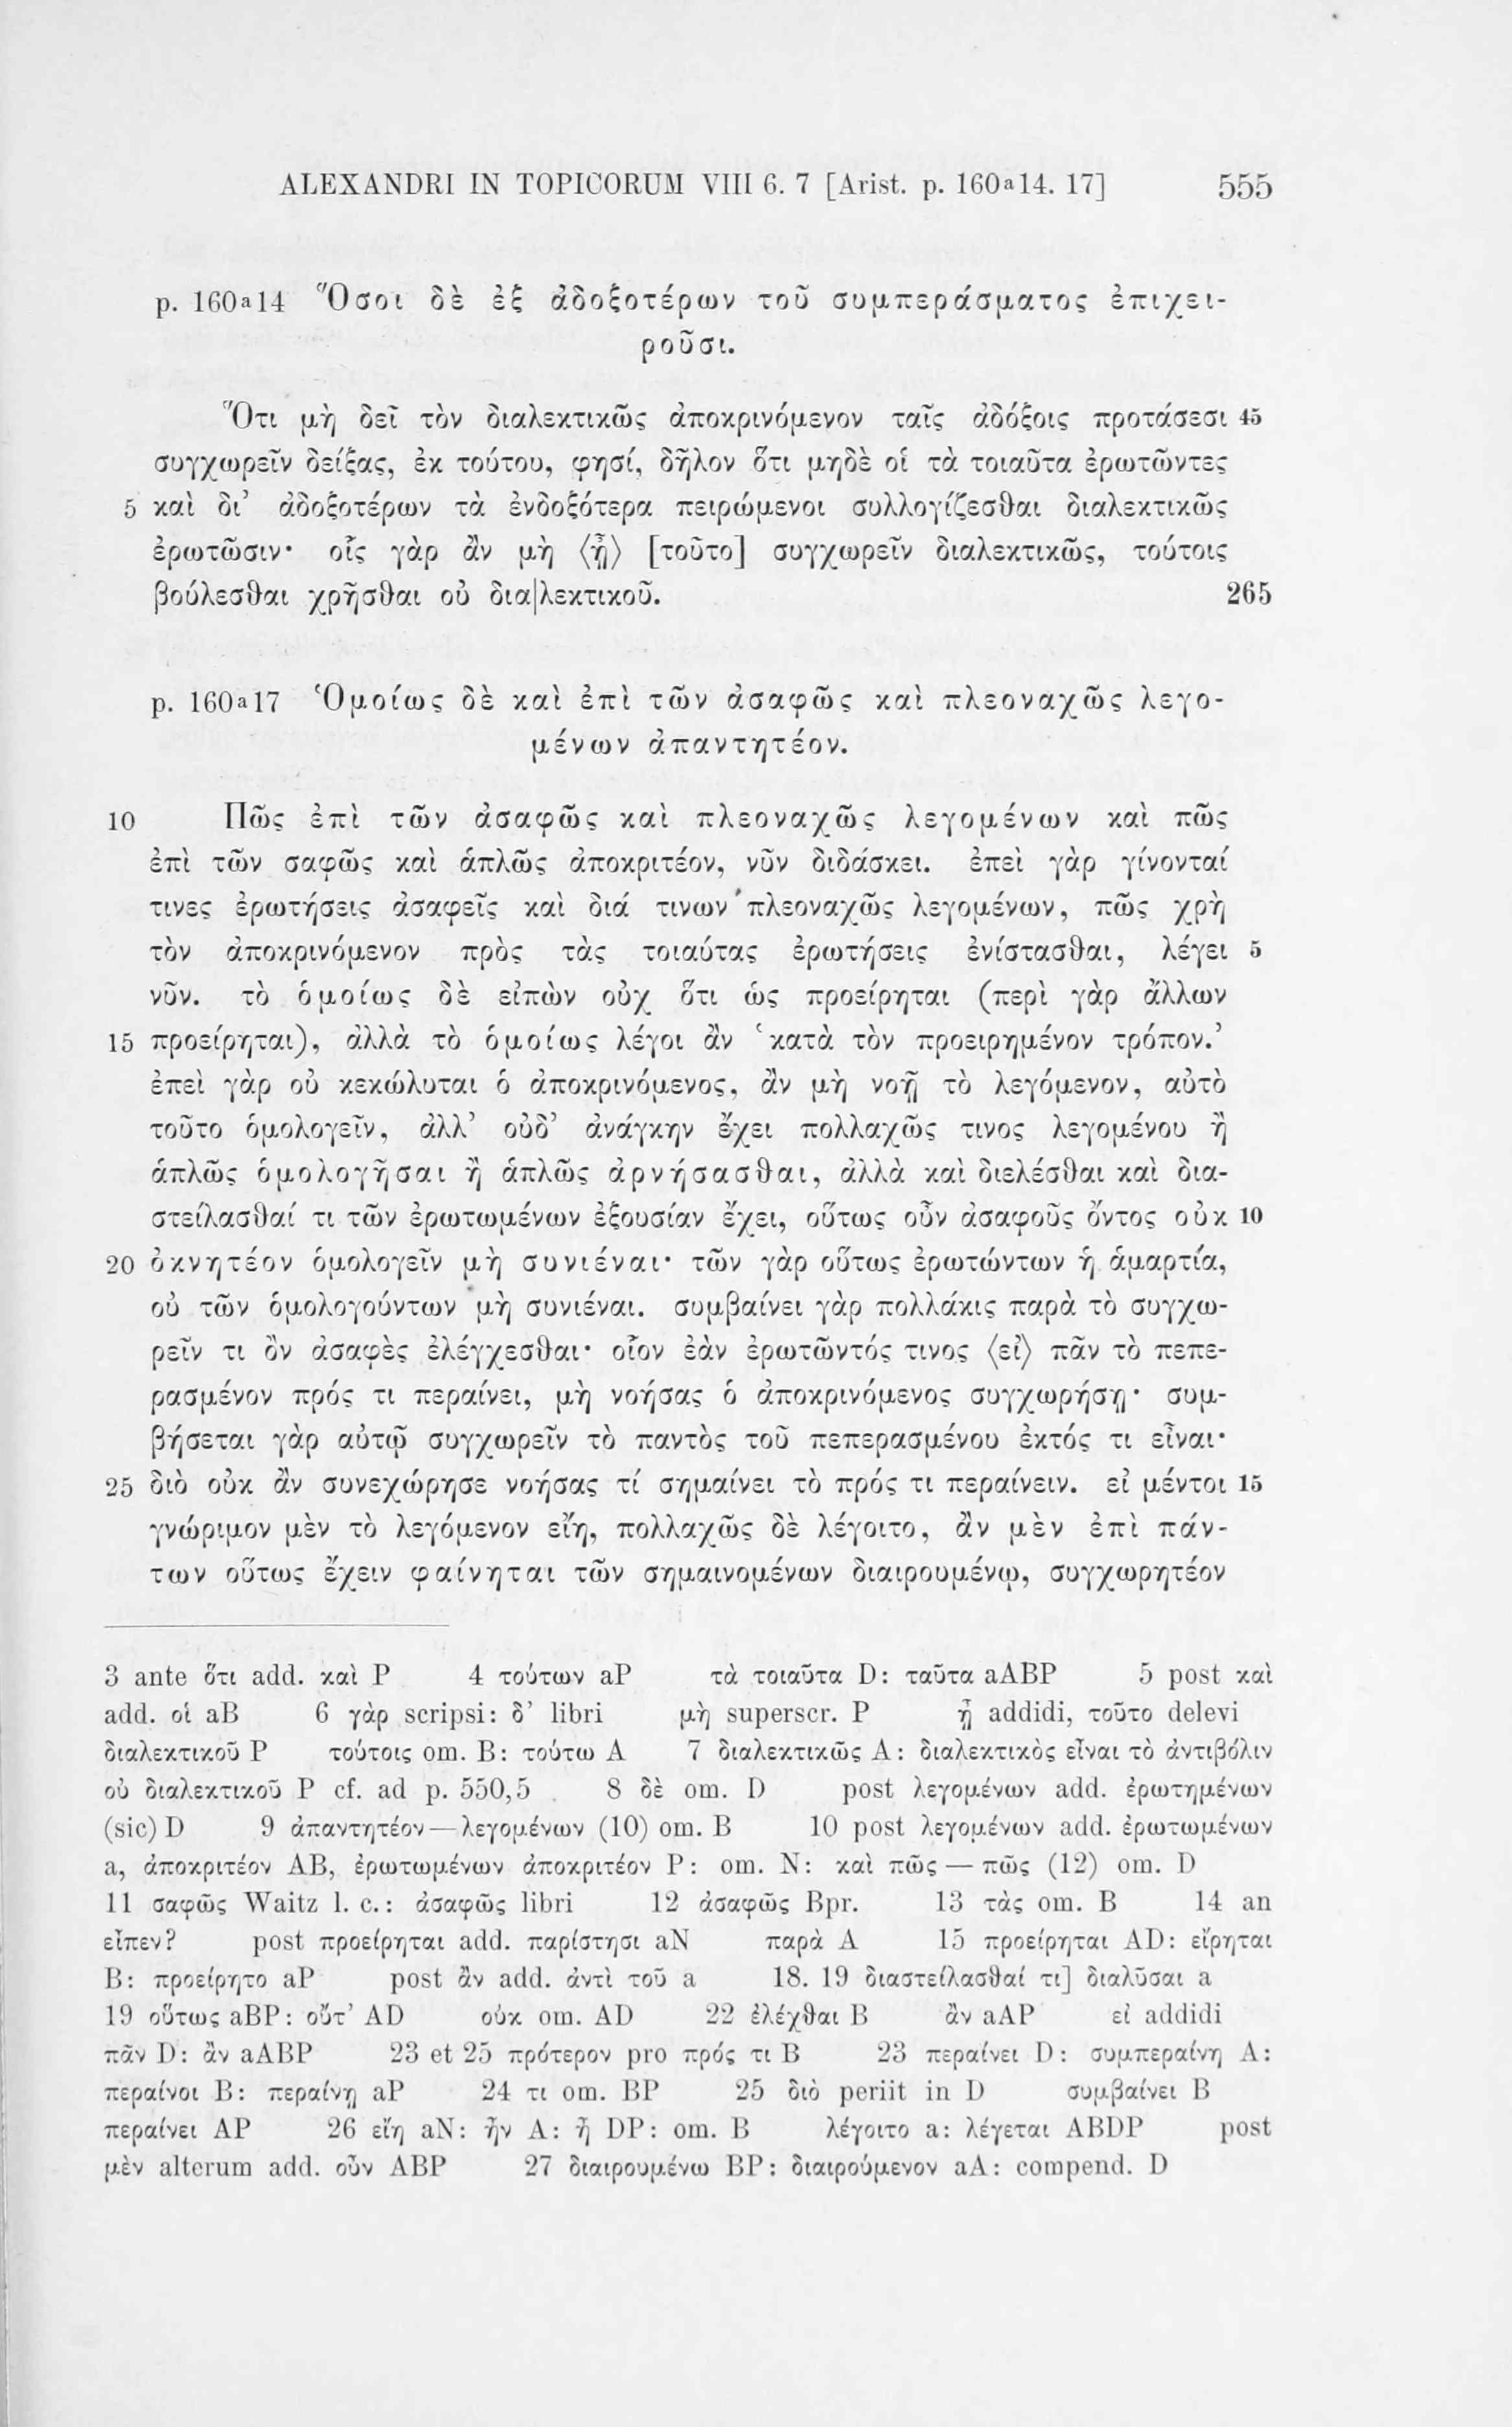 ALEXANDRI IN TOPICORUM VIII 6. 7 [Arist. p. 160a14. 17] 555
p. 160a14 Ὅσοι δὲ ἐξ ἀδοξοτέρων τοῦ συμπεράσματος ἐπιχει-
ροῦσι.
Ὅτι μὴ δεῖ τὸν διαλεκτικῶς ἀποκρινόμενον ταῖς ἀδόξοις προτάσεσι 45
συγχωρεῖν δείξας, ἐκ τούτου, φησί, δῆλον ὅτι μηδὲ οἱ τὰ τοιαῦτα ἐρωτῶντες
5 καὶ δι’ ἀδοξοτέρων τὰ ἐνδοξότερα πειρώμενοι συλλογίζεσθαι διαλεκτικῶς
ἐρωτῶσιν· οἷς γὰρ ἂν μὴ ⟨ᾖ⟩ [τοῦτο] συγχωρεῖν διαλεκτικῶς, τούτοις
βούλεσθαι χρῆσθαι οὐ δια|λεκτικοῦ. 265
p. 160a17 Ὁμοίως δὲ καὶ ἐπὶ τῶν ἀσαφῶς καὶ πλεοναχῶς λεγο-
μένων ἀπαντητέον.
10 Πῶς ἐπὶ τῶν ἀσαφῶς καὶ πλεοναχῶς λεγομένων καὶ πῶς
ἐπὶ τῶν σαφῶς καὶ ἁπλῶς ἀποκριτέον, νῦν διδάσκει. ἐπεὶ γὰρ γίνονταί
τινες ἐρωτήσεις ἀσαφεῖς καὶ διά τινων πλεοναχῶς λεγομένων, πῶς χρὴ
τὸν ἀποκρινόμενον πρὸς τὰς τοιαύτας ἐρωτήσεις ἐνίστασθαι, λέγει 5
νῦν. τὸ ὁμοίως δὲ εἰπὼν οὐχ ὅτι ὡς προείρηται (περὶ γὰρ ἄλλων
15 προείρηται), ἀλλὰ τὸ ὁμοίως λέγοι ἂν ‘κατὰ τὸν προειρημένον τρόπον.’
ἐπεὶ γὰρ οὐ κεκώλυται ὁ ἀποκρινόμενος, ἂν μὴ νοῇ τὸ λεγόμενον, αὐτὸ
τοῦτο ὁμολογεῖν, ἀλλ’ οὐδ’ ἀνάγκην ἔχει πολλαχῶς τινος λεγομένου ἢ
ἁπλῶς ὁμολογῆσαι ἢ ἁπλῶς ἀρνήσασθαι, ἀλλὰ καὶ διελέσθαι καὶ δια-
στείλασθαί τι τῶν ἐρωτωμένων ἐξουσίαν ἔχει, οὕτως οὖν ἀσαφοῦς ὄντος οὐκ 10
20 ὀκνητέον ὁμολογεῖν μὴ συνιέναι· τῶν γὰρ οὕτως ἐρωτώντων ἡ ἁμαρτία,
οὐ τῶν ὁμολογούντων μὴ συνιέναι. συμβαίνει γὰρ πολλάκις παρὰ τὸ συγχω-
ρεῖν τι ὂν ἀσαφὲς ἐλέγχεσθαι· οἷον ἐὰν ἐρωτῶντός τινος ⟨εἰ⟩ πᾶν τὸ πεπε-
ρασμένον πρός τι περαίνει, μὴ νοήσας ὁ ἀποκρινόμενος συγχωρήσῃ· συμ-
βήσεται γὰρ αὐτῷ συγχωρεῖν τὸ παντὸς τοῦ πεπερασμένου ἐκτός τι εἶναι·
25 διὸ οὐκ ἂν συνεχώρησε νοήσας τί σημαίνει τὸ πρός τι περαίνειν. εἰ μέντοι 15
γνώριμον μὲν τὸ λεγόμενον εἴη, πολλαχῶς δὲ λέγοιτο, ἂν μὲν ἐπὶ πάν-
των οὕτως ἔχειν φαίνηται τῶν σημαινομένων διαιρουμένῳ, συγχωρητέον
3 ante ὅτι add. καὶ P 4 τούτων aP τὰ τοιαῦτα D: ταῦτα aABP 5 post καὶ
add. οἱ aB 6 γὰρ scripsi: δ’ libri μὴ superscr. P ᾖ addidi, τοῦτο delevi
διαλεκτικοῦ P τούτοις om. B: τούτω A 7 διαλεκτικῶς A: διαλεκτικὸς εἶναι τὸ ἀντιβόλιν
οὐ διαλεκτικοῦ P cf. ad p. 550,5 8 δὲ om. D post λεγομένων add. ἐρωτημένων
(sic) D 9 ἀπαντητέον—λεγομένων (10) om. B 10 post λεγομένων add. ἐρωτωμένων
a, ἀποκριτέον AB, ἐρωτωμένων ἀποκριτέον P: om. N: καὶ πῶς — πῶς (12) om. D
11 σαφῶς Waitz l. c.: ἀσαφῶς libri 12 ἀσαφῶς Bpr. 13 τὰς om. B 14 an
εἶπεν? post προείρηται add. παρίστησι aN παρὰ A 15 προείρηται AD: εἴρηται
B: προείρητο aP post ἂν add. ἀντὶ τοῦ a 18. 19 διαστείλασθαί τι] διαλῦσαι a
19 οὕτως aBP: οὔτ’ AD οὐκ om. AD 22 ἐλέχθαι B ἂν aAP εἰ addidi
πᾶν D: ἂν aABP 23 et 25 πρότερον pro πρός τι B 23 περαίνει D: συμπεραίνη A:
περαίνοι B: περαίνῃ aP 24 τι om. BP 25 διὸ periit in D συμβαίνει B
περαίνει AP 26 εἴη aN: ἦν A: ἢ DP: om. B λέγοιτο a: λέγεται ABDP post
μὲν alterum add. οὖν ABP 27 διαιρουμένω BP: διαιρούμενον aA: compend. D